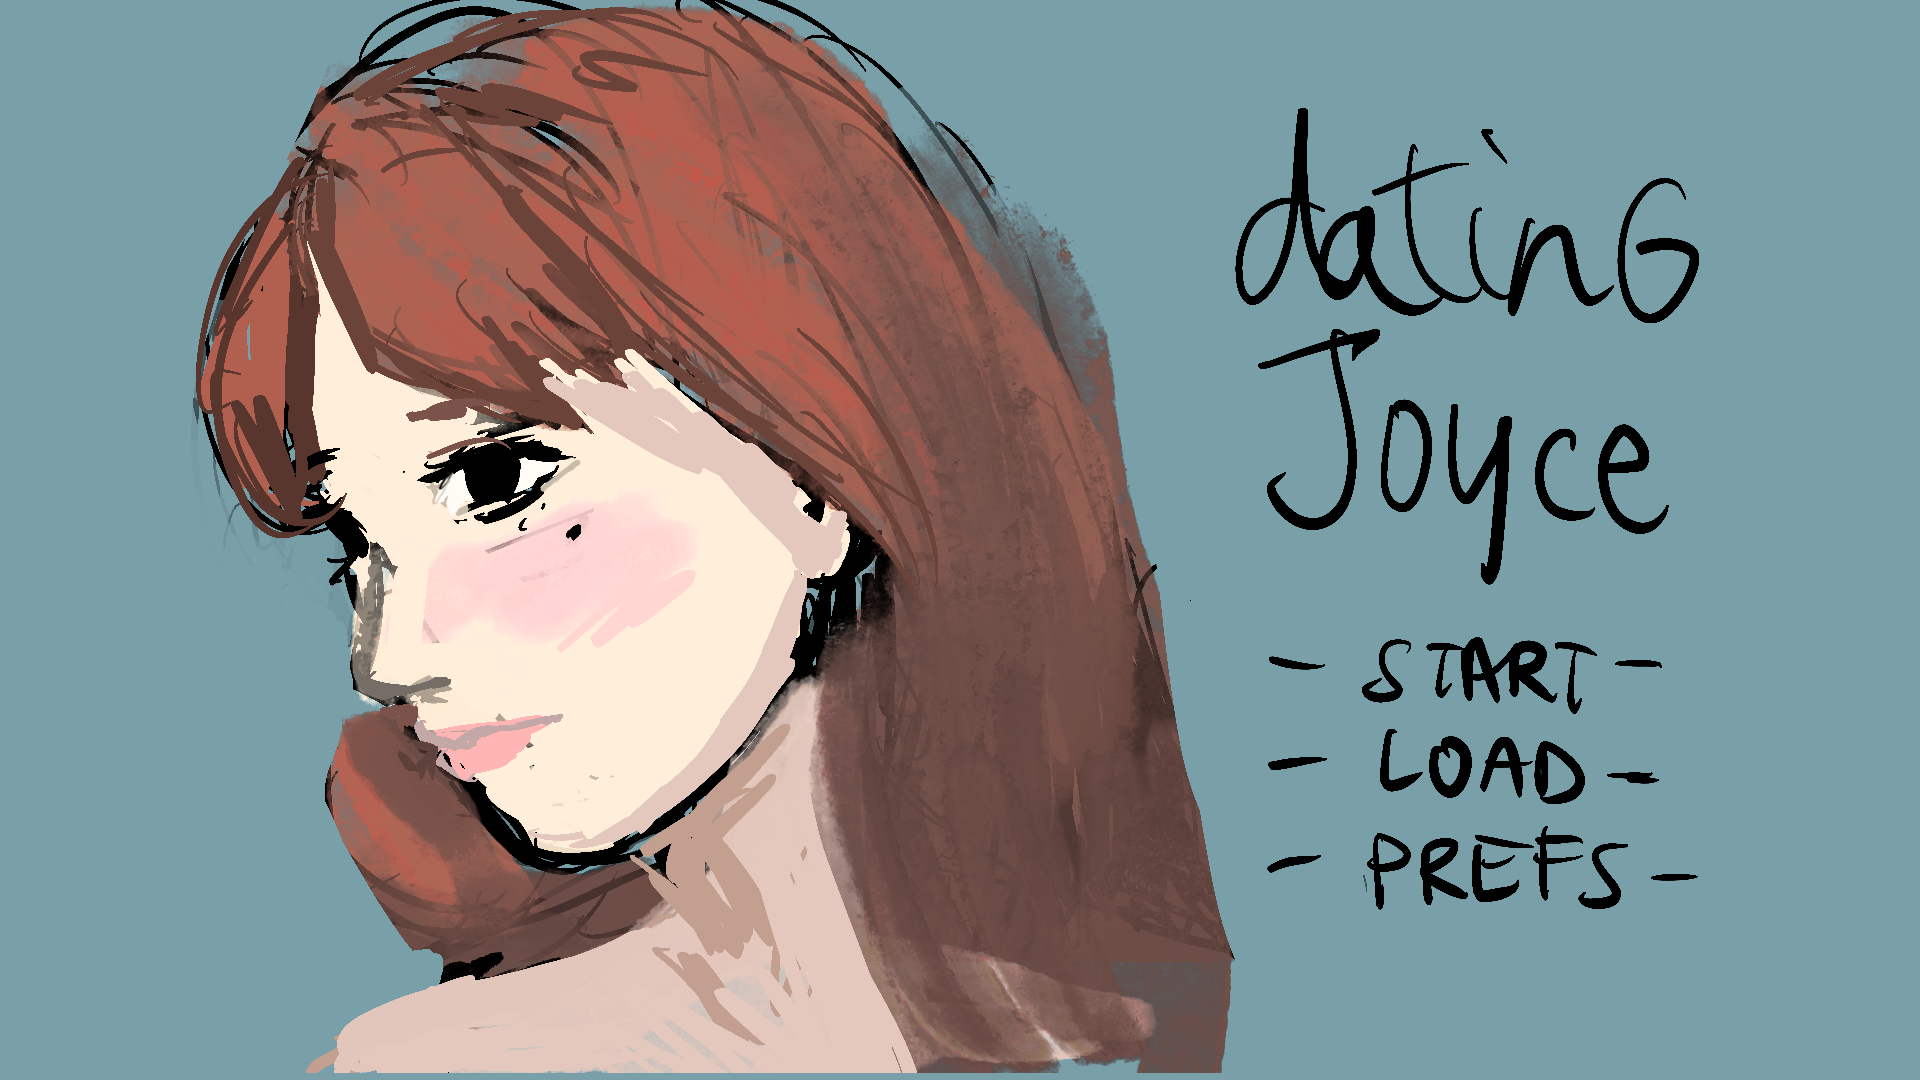 datinG
Joyce
- START -
- LOAD -
- PREFS -